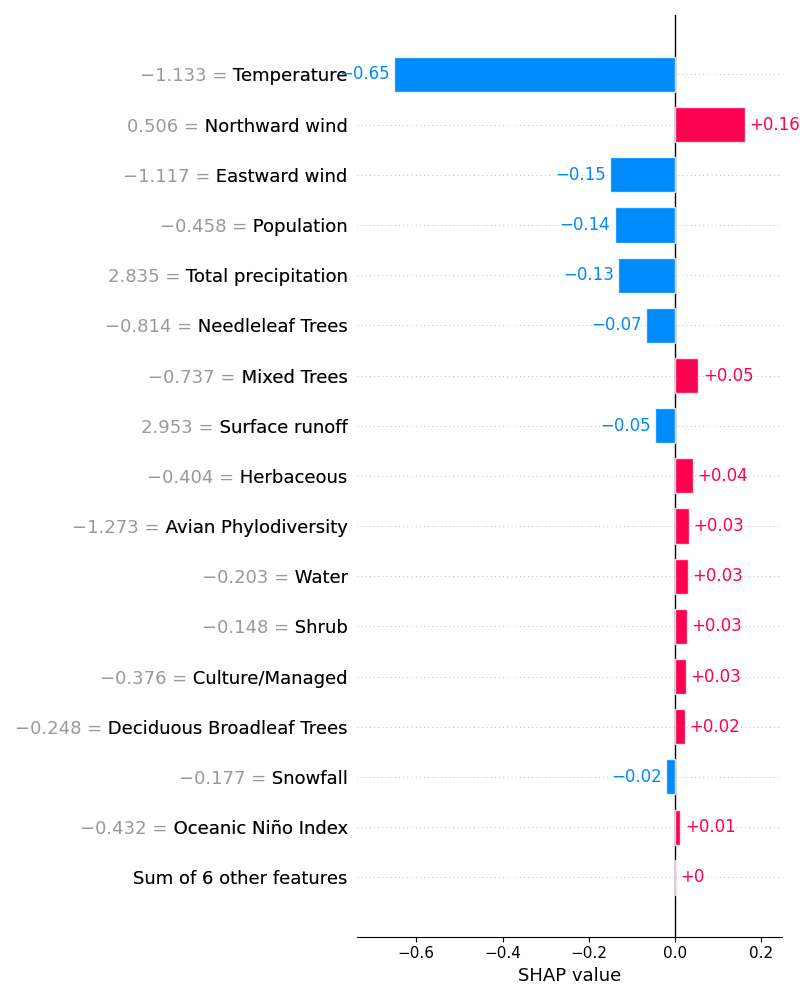 −1.133 = Temperature −0.65
0.506 = Northward wind +0.16
−1.117 = Eastward wind −0.15
−0.458 = Population −0.14
2.835 = Total precipitation −0.13
−0.814 = Needleleaf Trees −0.07
−0.737 = Mixed Trees +0.05
2.953 = Surface runoff −0.05
−0.404 = Herbaceous +0.04
−1.273 = Avian Phylodiversity +0.03
−0.203 = Water +0.03
−0.148 = Shrub +0.03
−0.376 = Culture/Managed +0.03
−0.248 = Deciduous Broadleaf Trees +0.02
−0.177 = Snowfall −0.02
−0.432 = Oceanic Niño Index +0.01
Sum of 6 other features +0
−0.6 −0.4 −0.2 0.0 0.2
SHAP value